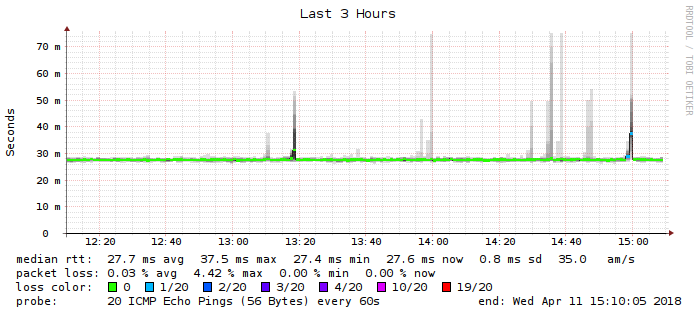 Last 3 Hours
RRDTOOL / TOBI OETIKER
Seconds
70 m
60 m
50 m
40 m
30 m
20 m
10 m
0
12:20 12:40 13:00 13:20 13:40 14:00 14:20 14:40 15:00
median rtt: 27.7 ms avg 37.5 ms max 27.4 ms min 27.6 ms now 0.8 ms sd 35.0 am/s
packet loss: 0.03 % avg 4.42 % max 0.00 % min 0.00 % now
loss color: 0 1/20 2/20 3/20 4/20 10/20 19/20
probe: 20 ICMP Echo Pings (56 Bytes) every 60s end: Wed Apr 11 15:10:05 2018